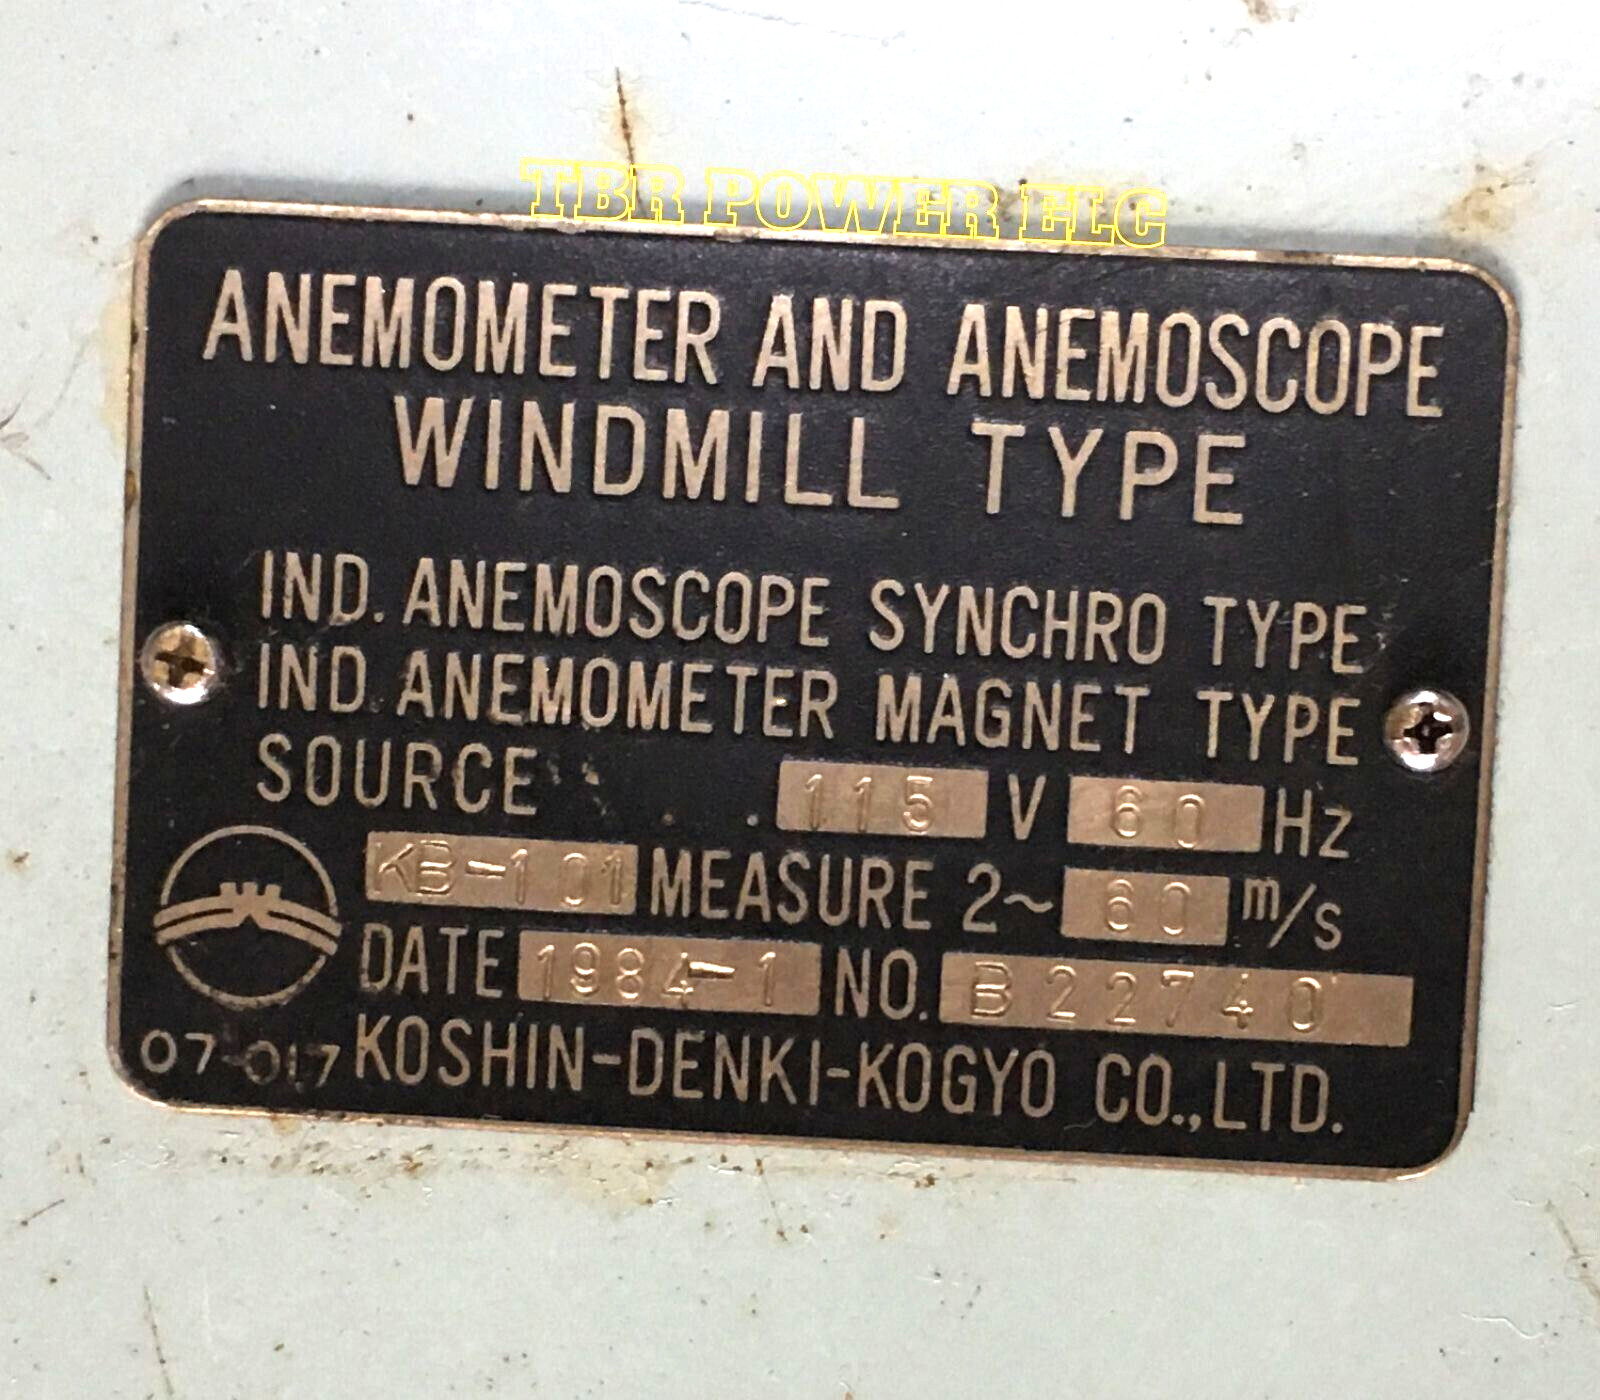 TBR POWER ELC
ANEMOMETER AND ANEMOSCOPE
WINDMILL TYPE
IND. ANEMOSCOPE SYNCHRO TYPE
IND. ANEMOMETER MAGNET TYPE
SOURCE 115 V 60 Hz
KB-101 MEASURE 2~60 m/s
DATE 1984-1 NO. B22740
07-017 KOSHIN-DENKI-KOGYO CO.,LTD.